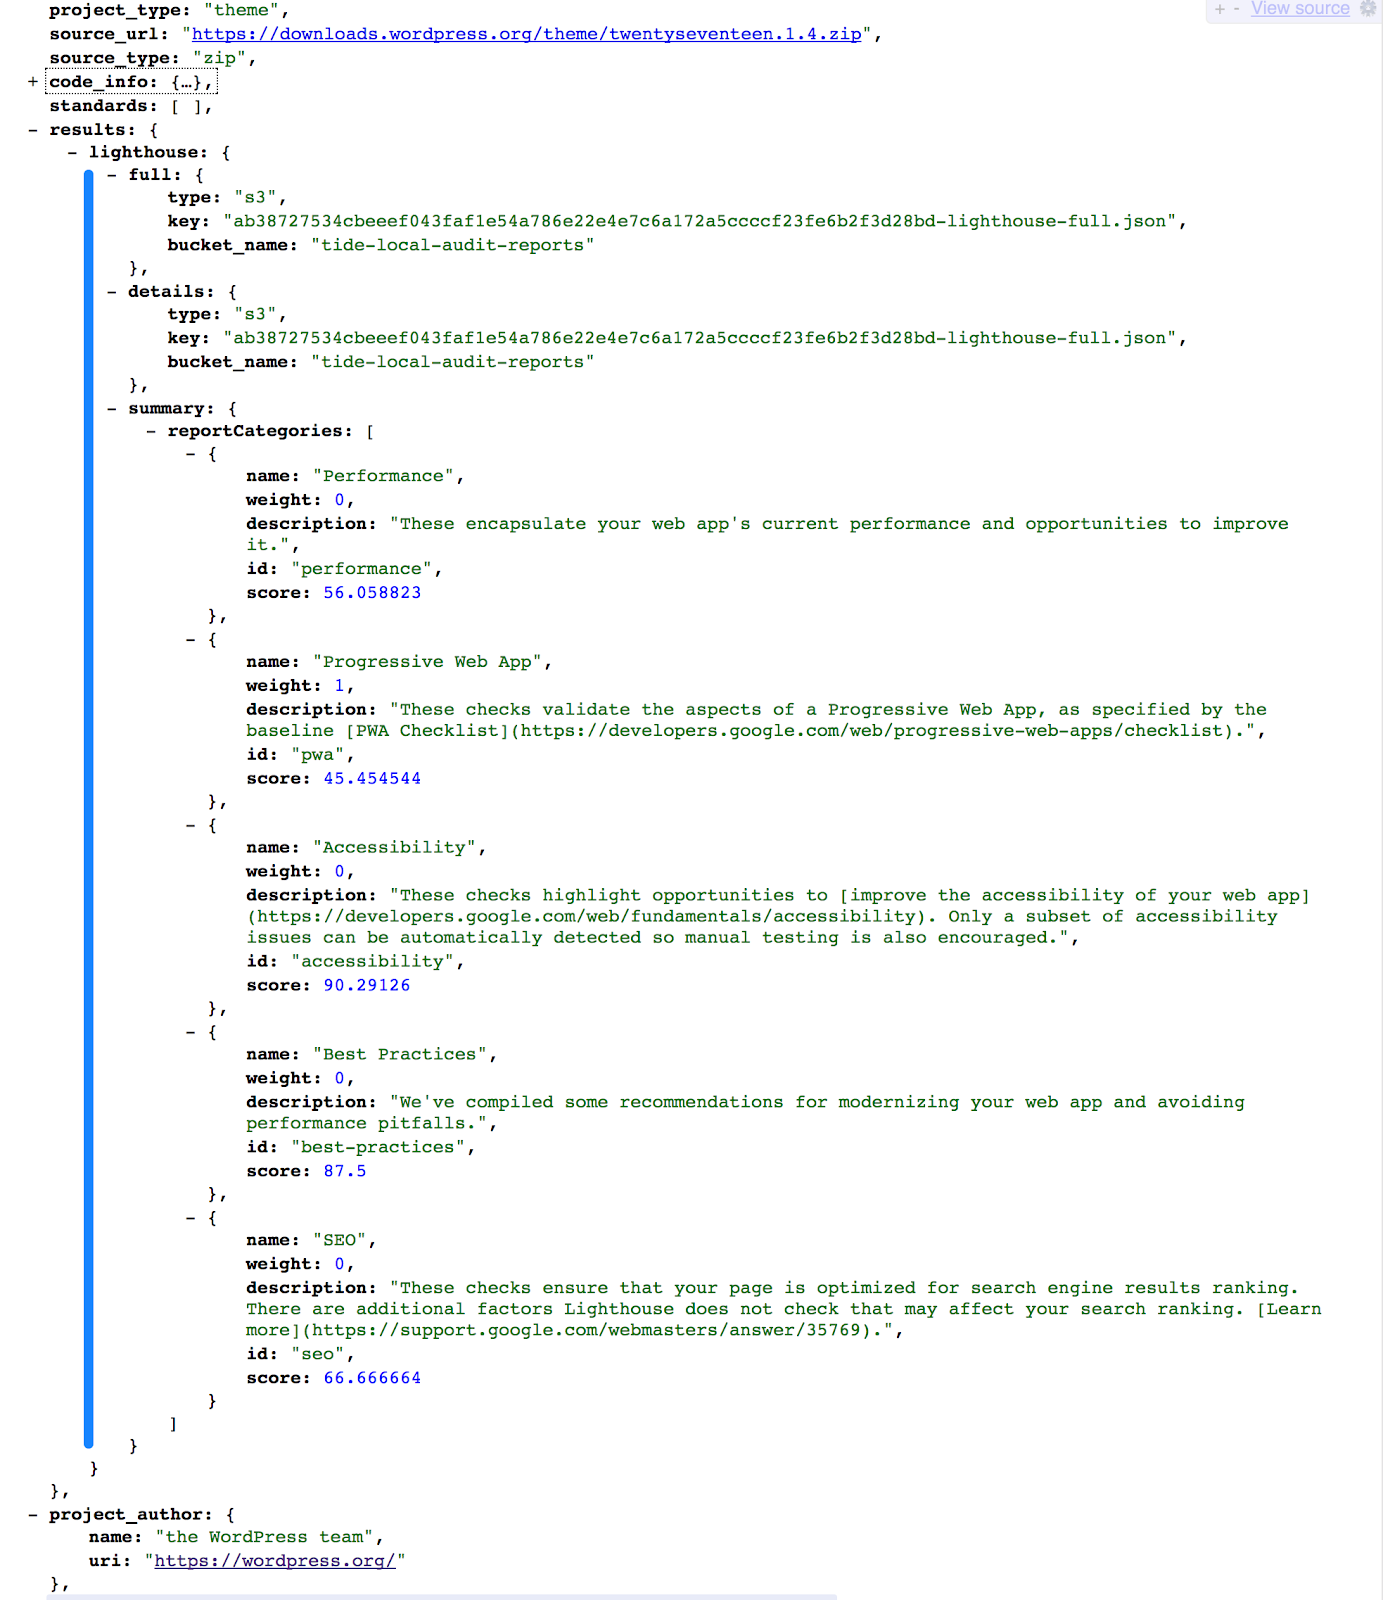 project_type: "theme",
+ - View source
source_url: "https://downloads.wordpress.org/theme/twentyseventeen.1.4.zip",
source_type: "zip",
+ code_info: {…},
standards: [ ],
- results: {
- lighthouse: {
- full: {
type: "s3",
key: "ab38727534cbeeef043faf1e54a786e22e4e7c6a172a5ccccf23fe6b2f3d28bd-lighthouse-full.json",
bucket_name: "tide-local-audit-reports"
},
- details: {
type: "s3",
key: "ab38727534cbeeef043faf1e54a786e22e4e7c6a172a5ccccf23fe6b2f3d28bd-lighthouse-full.json",
bucket_name: "tide-local-audit-reports"
},
- summary: {
- reportCategories: [
- {
name: "Performance",
weight: 0,
description: "These encapsulate your web app's current performance and opportunities to improve
it.",
id: "performance",
score: 56.058823
},
- {
name: "Progressive Web App",
weight: 1,
description: "These checks validate the aspects of a Progressive Web App, as specified by the
baseline [PWA Checklist](https://developers.google.com/web/progressive-web-apps/checklist).",
id: "pwa",
score: 45.454544
},
- {
name: "Accessibility",
weight: 0,
description: "These checks highlight opportunities to [improve the accessibility of your web app]
(https://developers.google.com/web/fundamentals/accessibility). Only a subset of accessibility
issues can be automatically detected so manual testing is also encouraged.",
id: "accessibility",
score: 90.29126
},
- {
name: "Best Practices",
weight: 0,
description: "We've compiled some recommendations for modernizing your web app and avoiding
performance pitfalls.",
id: "best-practices",
score: 87.5
},
- {
name: "SEO",
weight: 0,
description: "These checks ensure that your page is optimized for search engine results ranking.
There are additional factors Lighthouse does not check that may affect your search ranking. [Learn
more](https://support.google.com/webmasters/answer/35769).",
id: "seo",
score: 66.666664
}
]
}
}
},
- project_author: {
name: "the WordPress team",
uri: "https://wordpress.org/"
},